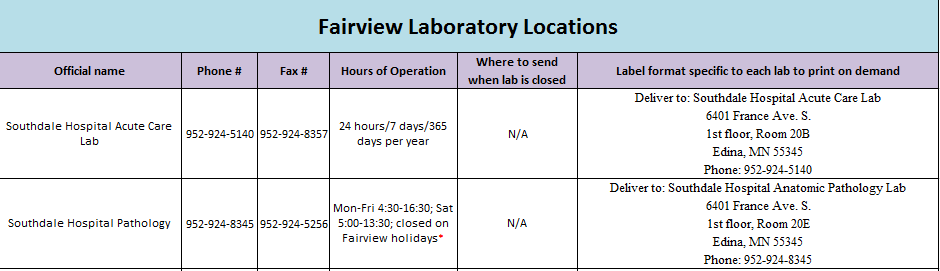 Fairview Laboratory Locations
Official name
Phone #
Fax #
Hours of Operation
Where to send
when lab is closed
Label format specific to each lab to print on demand
Southdale Hospital Acute Care
Lab
952-924-5140
952-924-8357
24 hours/7 days/365
days per year
N/A
Deliver to: Southdale Hospital Acute Care Lab
6401 France Ave. S.
1st floor, Room 20B
Edina, MN 55345
Phone: 952-924-5140
Southdale Hospital Pathology
952-924-8345
952-924-5256
Mon-Fri 4:30-16:30; Sat
5:00-13:30; closed on
Fairview holidays*
N/A
Deliver to: Southdale Hospital Anatomic Pathology Lab
6401 France Ave. S.
1st floor, Room 20E
Edina, MN 55345
Phone: 952-924-8345